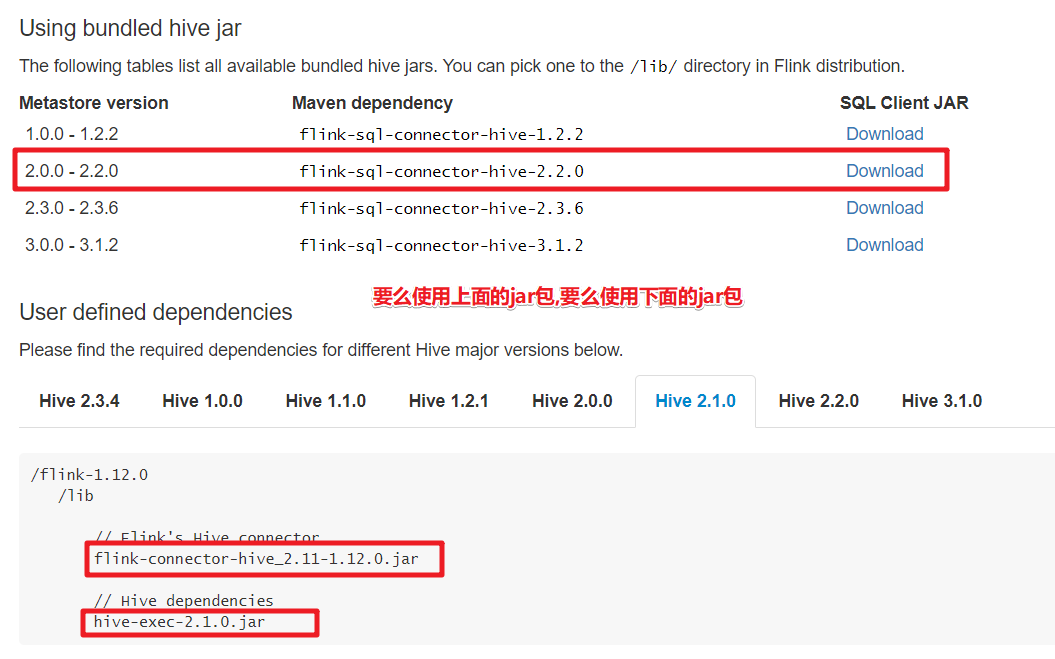 Using bundled hive jar
The following tables list all available bundled hive jars. You can pick one to the /lib/ directory in Flink distribution.
Metastore version Maven dependency SQL Client JAR
1.0.0 - 1.2.2 flink-sql-connector-hive-1.2.2 Download
2.0.0 - 2.2.0 flink-sql-connector-hive-2.2.0 Download
2.3.0 - 2.3.6 flink-sql-connector-hive-2.3.6 Download
3.0.0 - 3.1.2 flink-sql-connector-hive-3.1.2 Download
要么使用上面的jar包,要么使用下面的jar包
User defined dependencies
Please find the required dependencies for different Hive major versions below.
Hive 2.3.4 Hive 1.0.0 Hive 1.1.0 Hive 1.2.1 Hive 2.0.0 Hive 2.1.0 Hive 2.2.0 Hive 3.1.0
/flink-1.12.0
/lib
// Flink's Hive connector
flink-connector-hive_2.11-1.12.0.jar
// Hive dependencies
hive-exec-2.1.0.jar